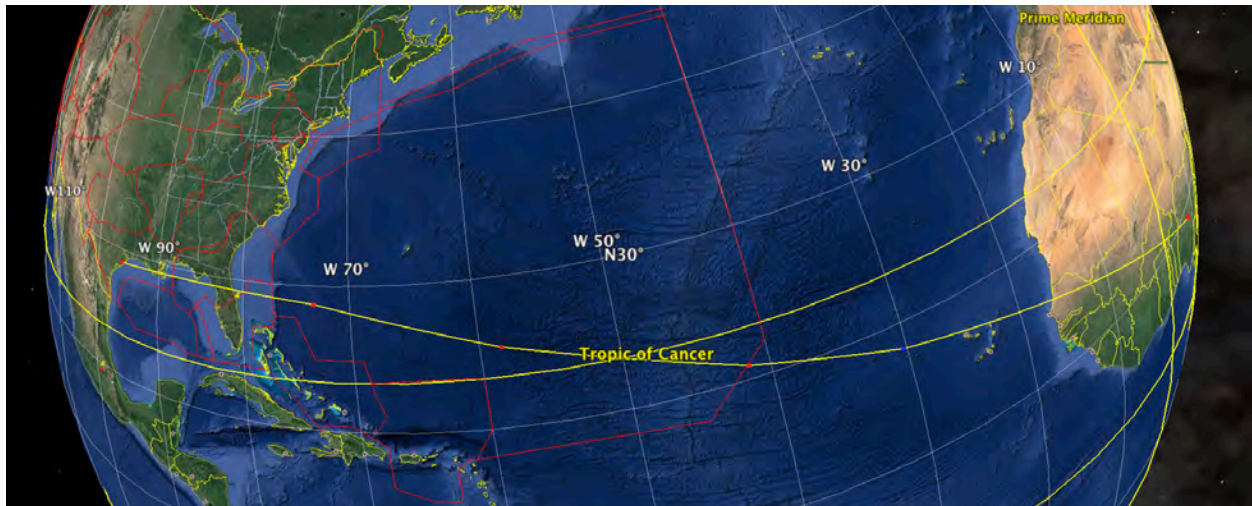 Prime Meridian
W 10°
W 30°
W110°
W 50°
W 90°
N30°
W 70°
Tropic of Cancer